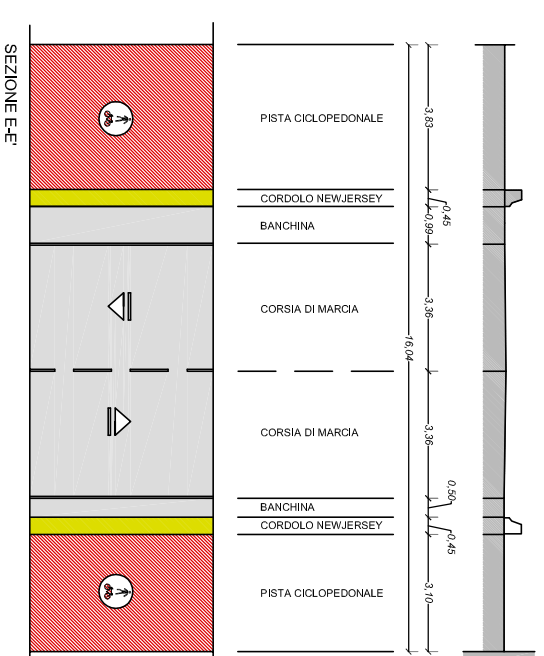 SEZIONE E-E'
PISTA CICLOPEDONALE
3,83
CORDOLO NEWJERSEY
0,45
BANCHINA
0,99
CORSIA DI MARCIA
3,36
16,04
CORSIA DI MARCIA
3,36
BANCHINA
0,50
CORDOLO NEWJERSEY
0,45
PISTA CICLOPEDONALE
3,10